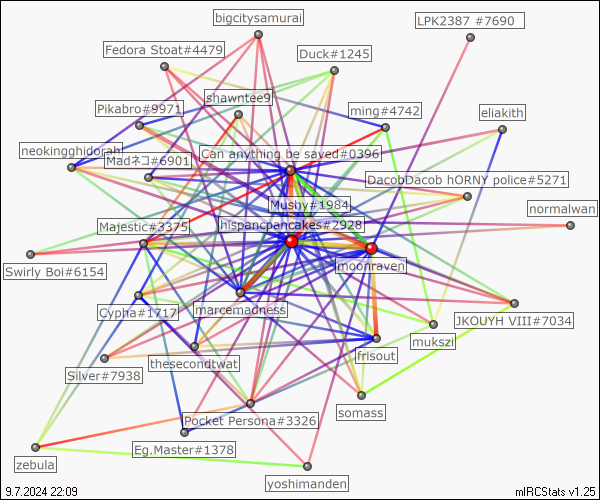 bigcitysamurai
LPK2387 #7690
Fedora Stoat#4479
Duck#1245
shawntee9
Pikabro#9971
ming#4742
eliakith
neokingghidorah
Madネコ#6901
Can anything be saved#0396
DacobDacob hORNY police#5271
Mushy#1984
normalwan
Majestic#3375
hispancpancakes#2928
moonraven
Swirly Boi#6154
Cypha#1717
marcemadness
JKOUYH VIII#7034
mukszi
frisout
thesecondtwat
Silver#7938
somass
Pocket Persona#3326
Eg.Master#1378
zebula
yoshimanden
9.7.2024 22:09
mIRCStats v1.25